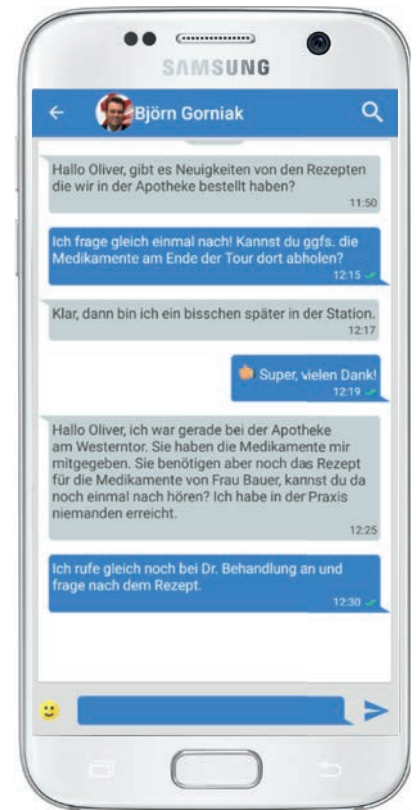 SAMSUNG
Björn Gorniak
Hallo Oliver, gibt es Neuigkeiten von den Rezepten
die wir in der Apotheke bestellt haben?
11:50
Ich frage gleich einmal nach! Kannst du ggfs. die
Medikamente am Ende der Tour dort abholen?
12:15
Klar, dann bin ich ein bisschen später in der Station.
12:17
Super, vielen Dank!
12:19
Hallo Oliver, ich war gerade bei der Apotheke
am Westerntor. Sie haben die Medikamente mir
mitgegeben. Sie benötigen aber noch das Rezept
für die Medikamente von Frau Bauer, kannst du da
noch einmal nach hören? Ich habe in der Praxis
niemanden erreicht.
12:25
Ich rufe gleich noch bei Dr. Behandlung an und
frage nach dem Rezept.
12:30